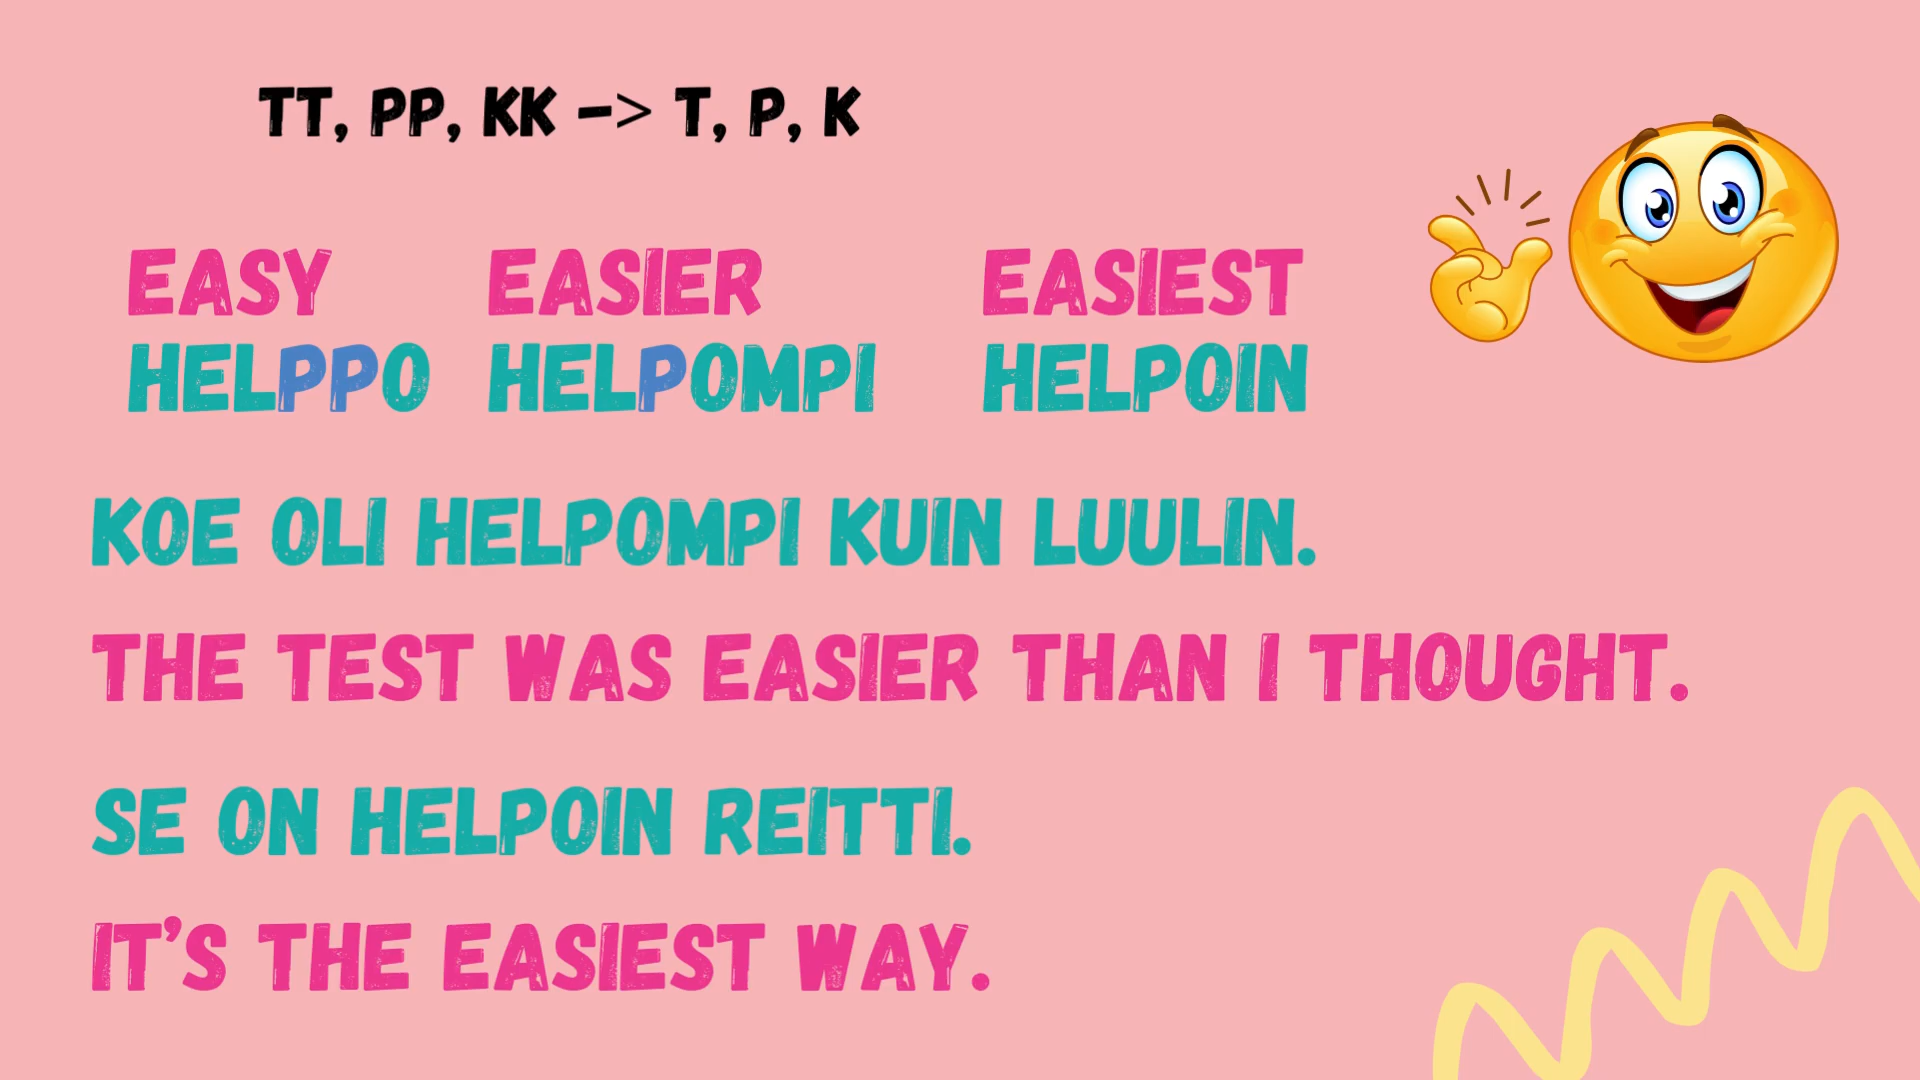 TT, PP, KK -> T, P, K
EASY EASIER EASIEST
HELPPO HELPOMPI HELPOIN
KOE OLI HELPOMPI KUIN LUULIN.
THE TEST WAS EASIER THAN I THOUGHT.
SE ON HELPOIN REITTI.
IT'S THE EASIEST WAY.